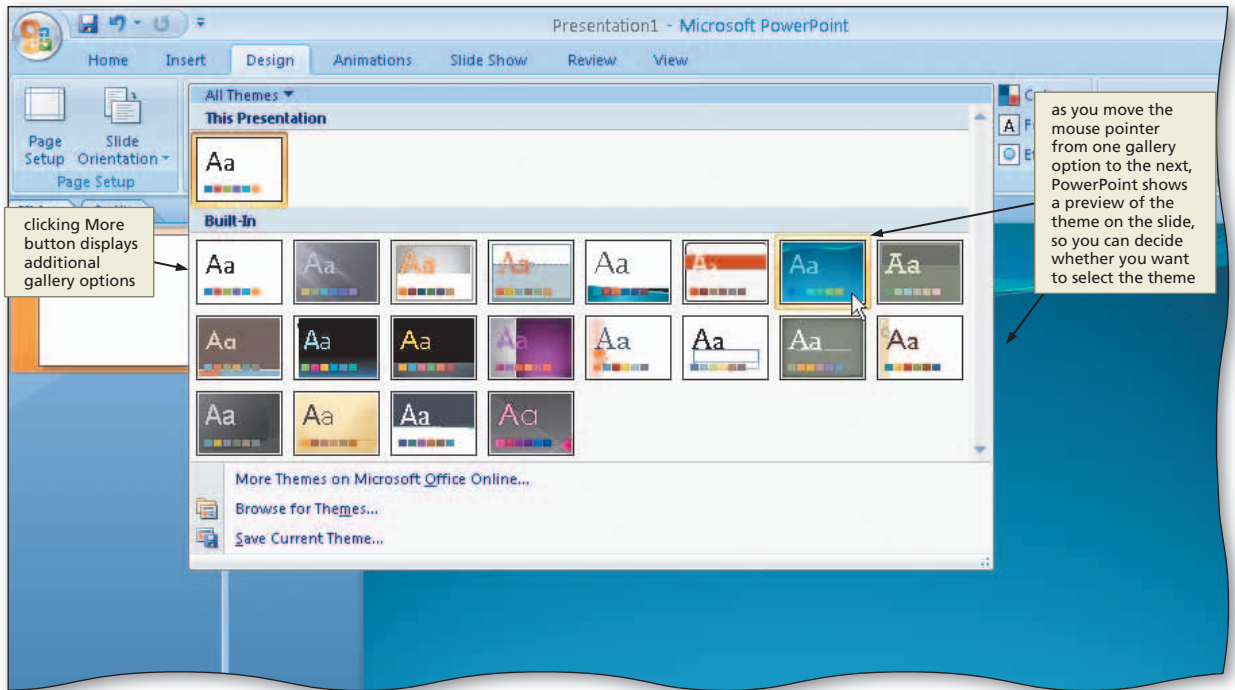 Presentation1 - Microsoft PowerPoint
Home Insert Design Animations Slide Show Review View
Page Setup
Slide Orientation
Page Setup
All Themes
This Presentation
Aa
Built-In
Aa Aa Aa Aa Aa Aa Aa Aa
Aa Aa Aa Aa Aa Aa Aa Aa
Aa Aa Aa Aa
More Themes on Microsoft Office Online...
Browse for Themes...
Save Current Theme...
clicking More
button displays
additional
gallery options
as you move the
mouse pointer
from one gallery
option to the next,
PowerPoint shows
a preview of the
theme on the slide,
so you can decide
whether you want
to select the theme